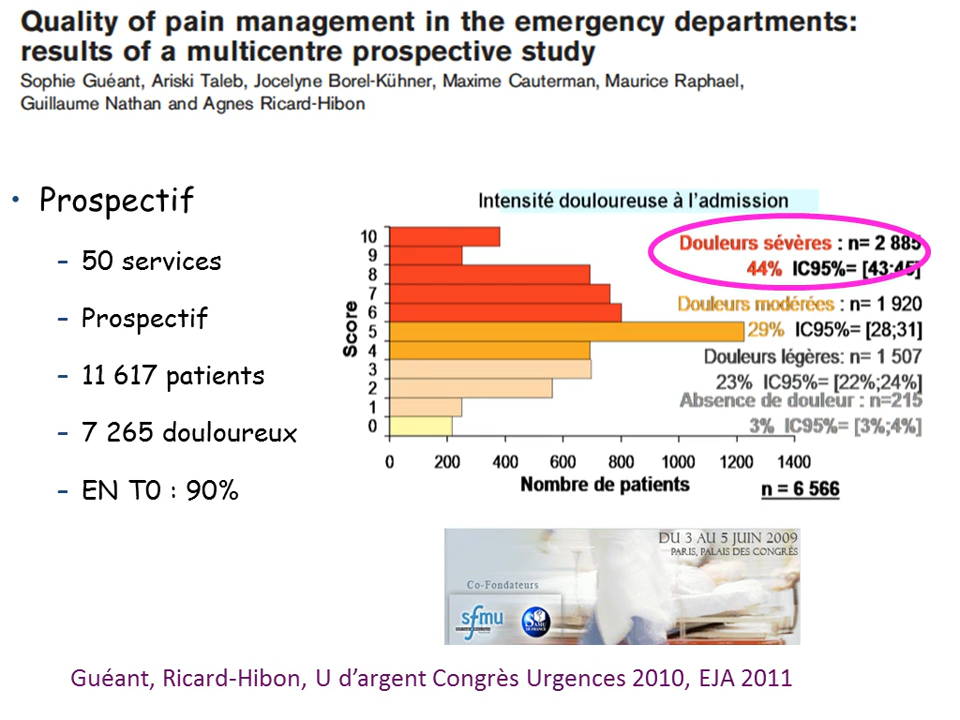 Quality of pain management in the emergency departments:
results of a multicentre prospective study
Sophie Guéant, Ariski Taleb, Jocelyne Borel-Kühner, Maxime Cauterman, Maurice Raphael,
Guillaume Nathan and Agnes Ricard-Hibon
• Prospectif
– 50 services
– Prospectif
– 11 617 patients
– 7 265 douloureux
– EN T0 : 90%
Intensité douloureuse à l’admission
Score
10
9
8
7
6
5
4
3
2
1
0
0 200 400 600 800 1000 1200 1400
Nombre de patients
n = 6 566
Douleurs sévères : n= 2 885
44% IC95%= [43:45]
Douleurs modérées : n= 1 920
29% IC95%= [28;31]
Douleurs légères: n= 1 507
23% IC95%= [22%;24%]
Absence de douleur : n=215
3% IC95%= [3%;4%]
DU 3 AU 5 JUIN 2009
PARIS, PALAIS DES CONGRÈS
Co-Fondateurs
sfmu
Guéant, Ricard-Hibon, U d’argent Congrès Urgences 2010, EJA 2011